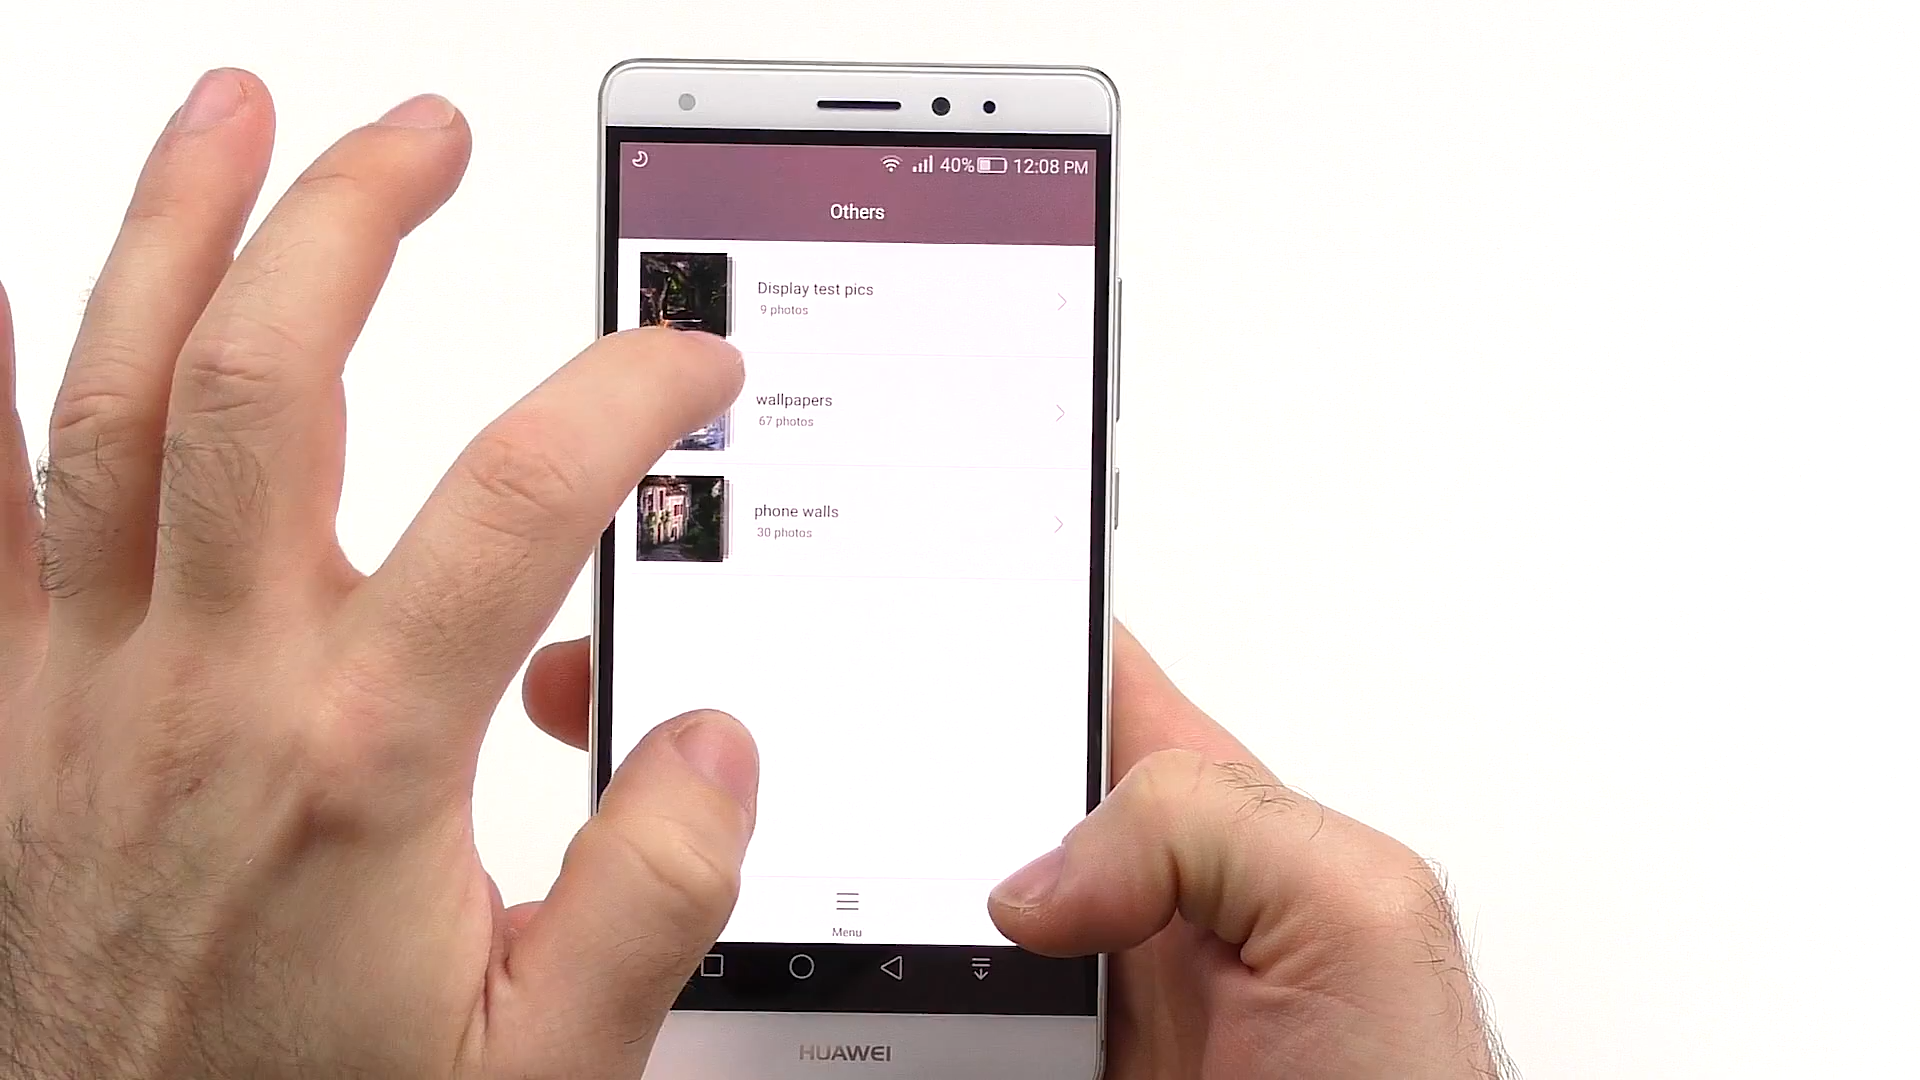 40% 12:08 PM
Others
Display test pics
9 photos
wallpapers
67 photos
phone walls
30 photos
Menu
HUAWEI